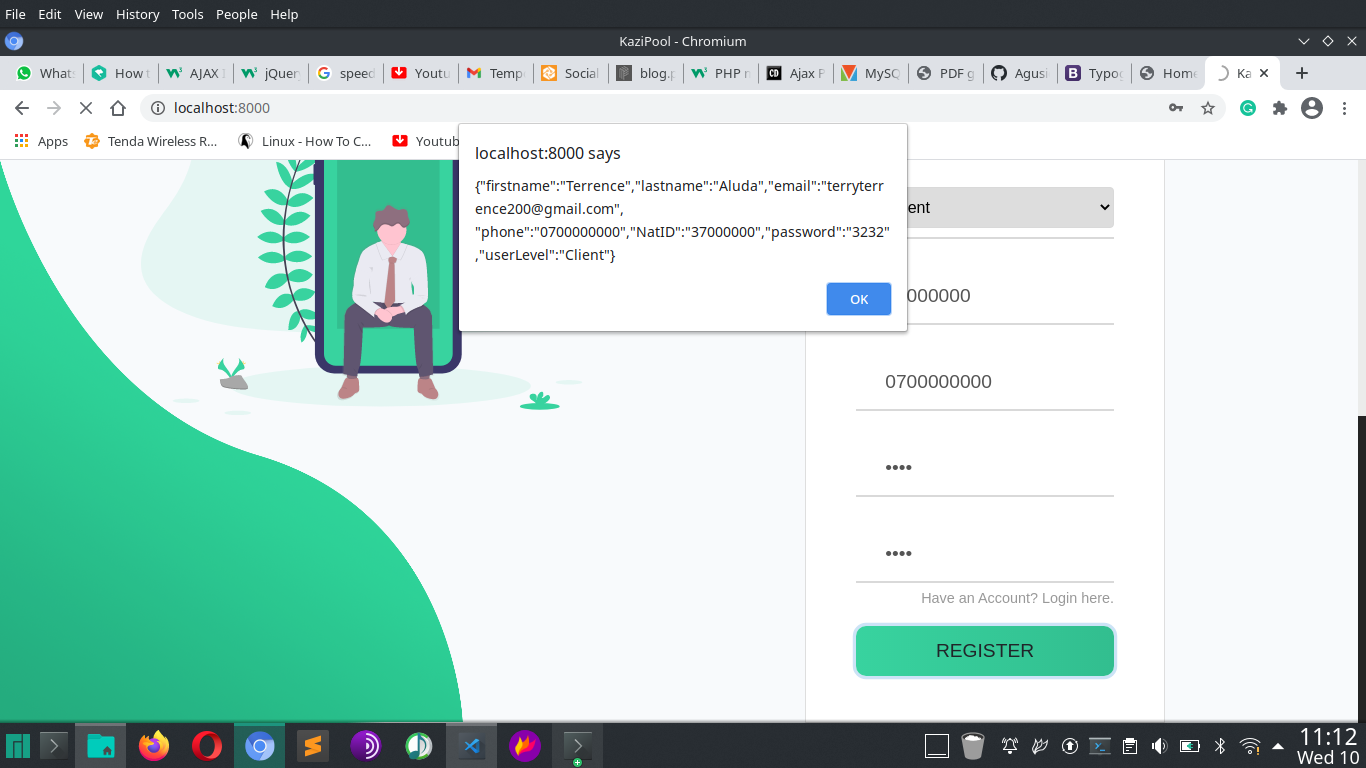 File Edit View History Tools People Help
KaziPool - Chromium
What: How t AJAX I jQuer speed Youtu Temp Social blog.p PHP r Ajax P MySQ PDF g Agusi Typog Home Ka
localhost:8000
Apps Tenda Wireless R... Linux - How To C... Youtub
localhost:8000 says
{"firstname":"Terrence","lastname":"Aluda","email":"terryterr
ence200@gmail.com",
"phone":"0700000000","NatID":"37000000","password":"3232"
,"userLevel":"Client"}
OK
ent
000000
0700000000
Have an Account? Login here.
REGISTER
11:12
Wed 10